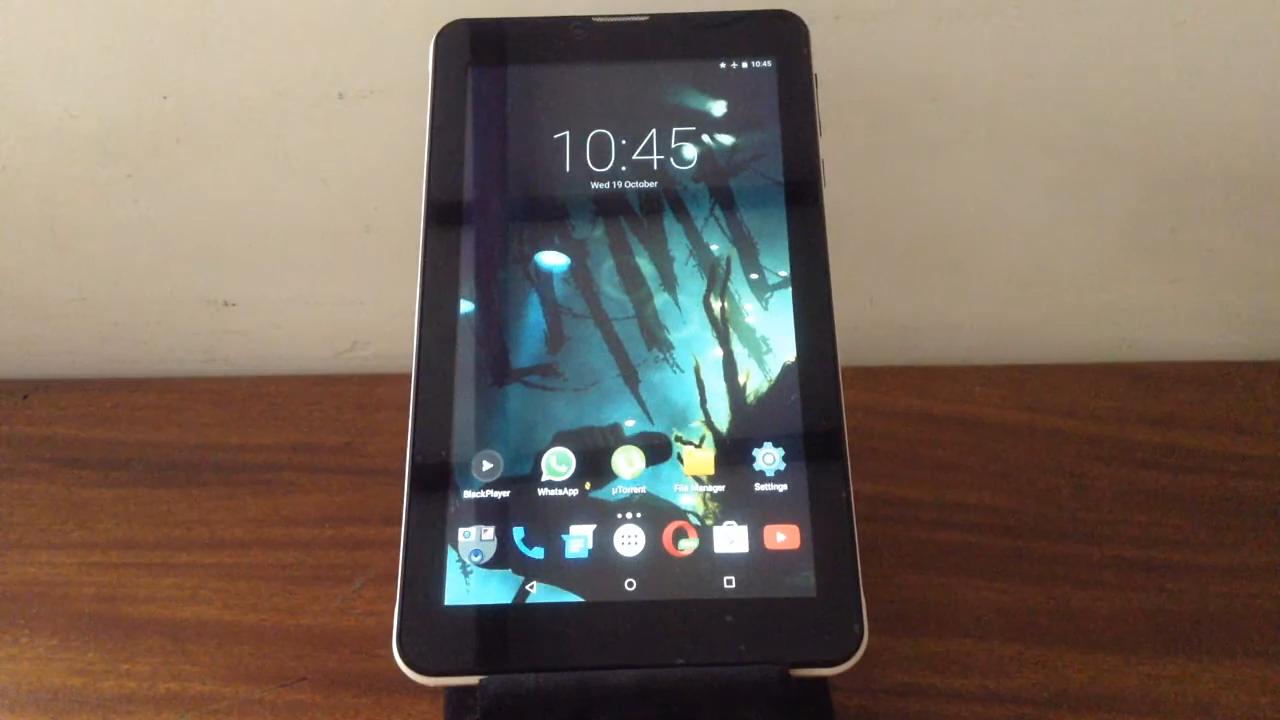 10:45
10:45
Wed 19 October
BlackPlayer
WhatsApp
µTorrent
File Manager
Settings